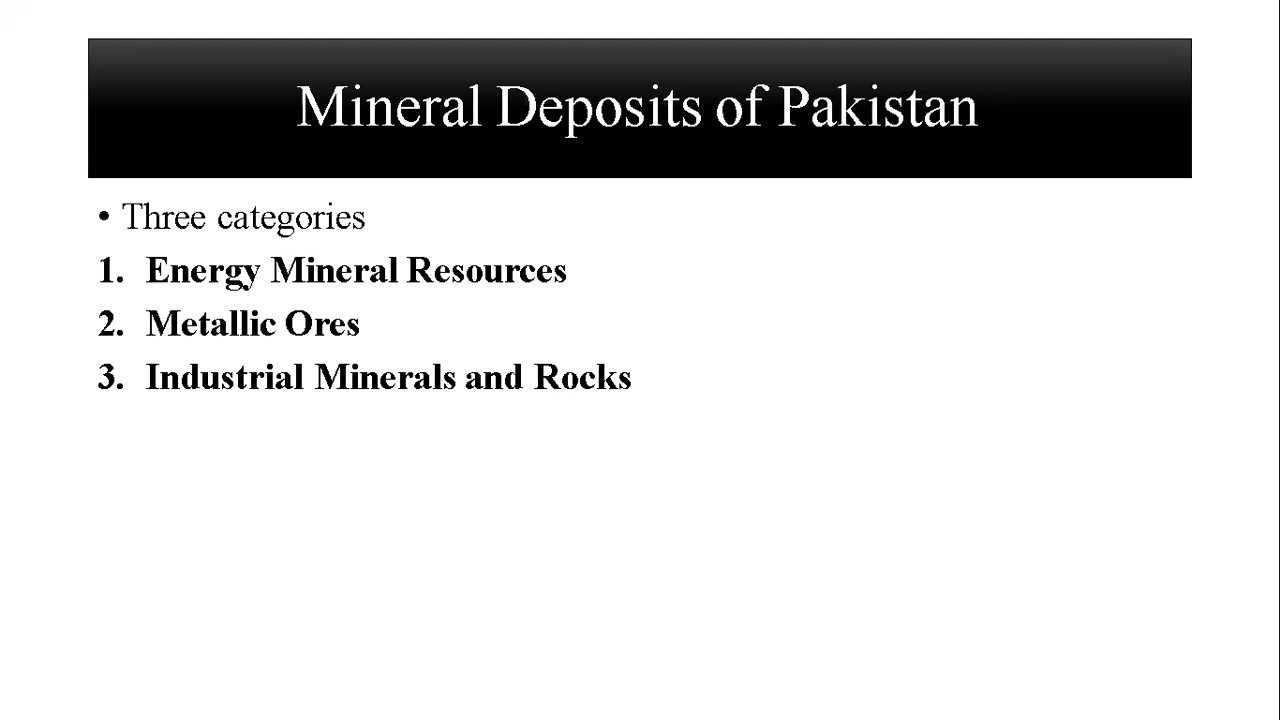 Mineral Deposits of Pakistan
• Three categories
1. Energy Mineral Resources
2. Metallic Ores
3. Industrial Minerals and Rocks